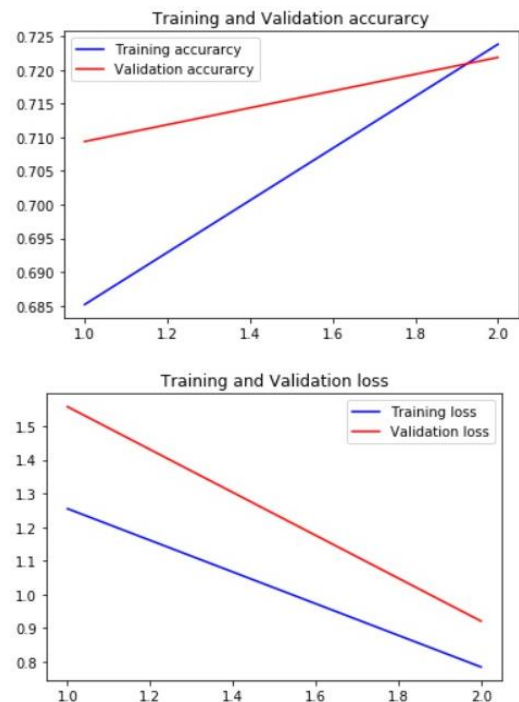 Training and Validation accurarcy
0.725
0.720
0.715
0.710
0.705
0.700
0.695
0.690
0.685
Training accurarcy
Validation accurarcy
1.0 1.2 1.4 1.6 1.8 2.0
Training and Validation loss
1.5
1.4
1.3
1.2
1.1
1.0
0.9
0.8
Training loss
Validation loss
1.0 1.2 1.4 1.6 1.8 2.0